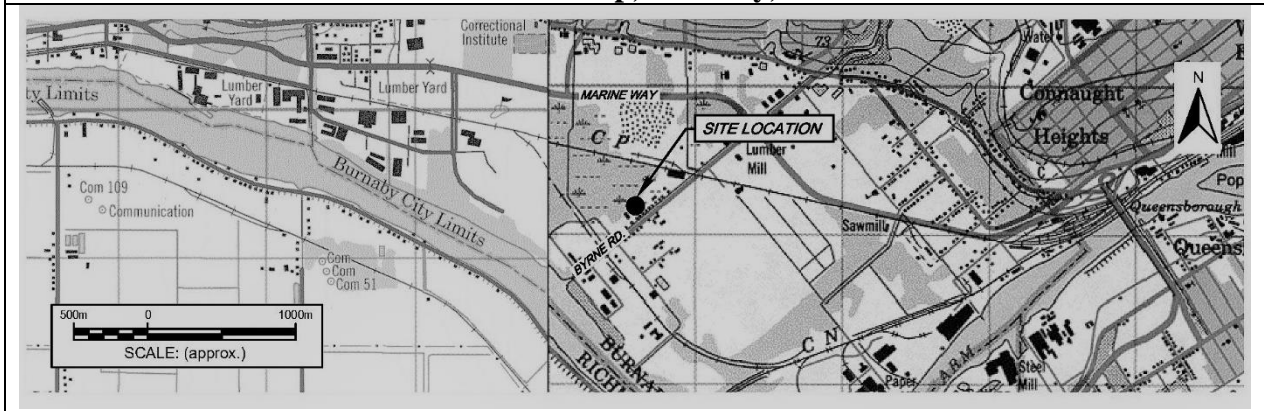 Correctional
Institute
73
Water
Lumber
Yard
Lumber Yard
ty Limits
MARINE WAY
Connaught
Heights
N
C P
SITE LOCATION
Lumber
Mill
C
Burnaby City Limits
Com 109
Communication
Pop
Queensborough
Sawmill
Queens
BYRNE RD.
Com
Com
Com 51
500m 0 1000m
SCALE: (approx.)
C N
BURNA
RICH
ARM
Steel
Mill
Paper